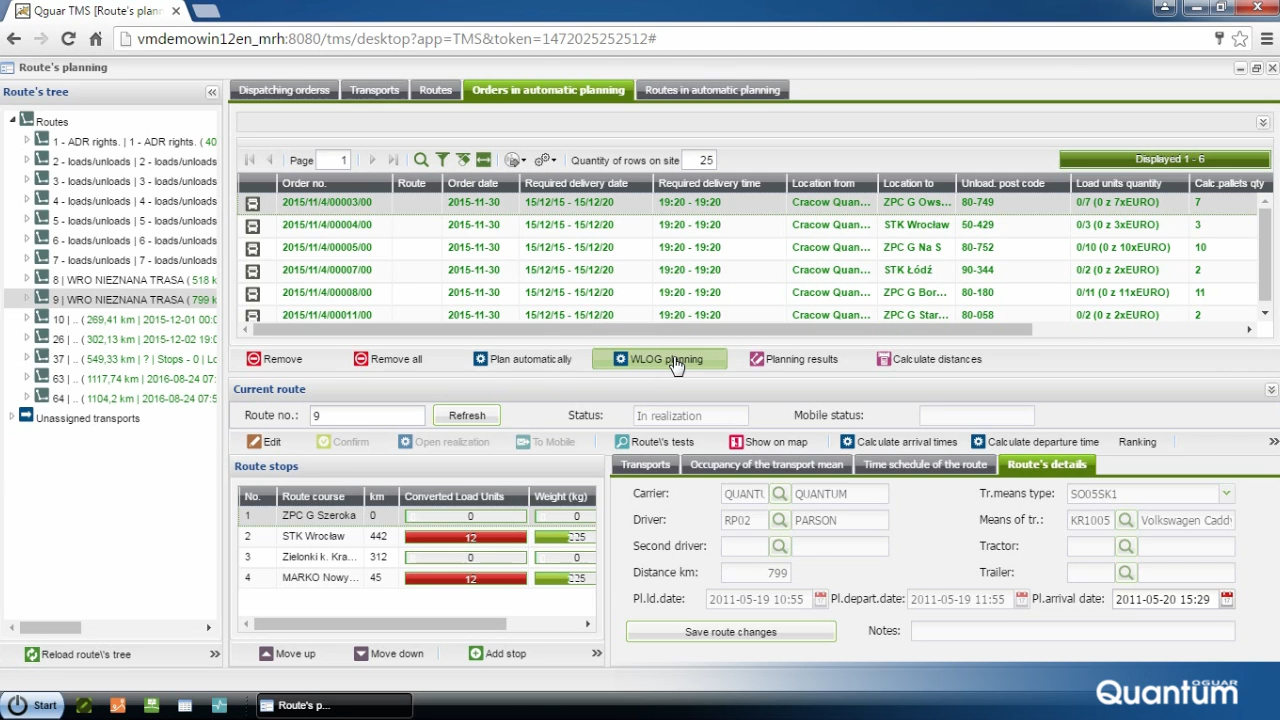 Qguar TMS [Route's plann
vmdemowin12en_mrh:8080/tms/desktop?app=TMS&token=1472025252512#
Route's planning
Route's tree
Routes
1 - ADR rights. | 1 - ADR rights. ( 40
2 - loads/unloads | 2 - loads/unloads
3 - loads/unloads | 3 - loads/unloads
4 - loads/unloads | 4 - loads/unloads
5 - loads/unloads | 5 - loads/unloads
6 - loads/unloads | 6 - loads/unloads
7 - loads/unloads | 7 - loads/unloads
8 | WRO NIEZNANA TRASA ( 518 k
9 | WRO NIEZNANA TRASA ( 799 k
10 | .. ( 269,41 km | 2015-12-01 00:0
26 | .. ( 302,13 km | 2015-12-02 19:0
37 | .. ( 549,33 km | ? | Stops - 0 | Lo
63 | .. ( 1117,74 km | 2016-08-24 07:
64 | .. ( 1104,2 km | 2016-08-24 07:5
Unassigned transports
Reload route\'s tree
Dispatching orderss Transports Routes Orders in automatic planning Routes in automatic planning
Page 1 Quantity of rows on site 25 Displayed 1 - 6
Order no. Route Order date Required delivery date Required delivery time Location from Location to Unload. post code Load units quantity Calc.pallets qty
2015/11/4/00003/00 2015-11-30 15/12/15 - 15/12/20 19:20 - 19:20 Cracow Quan... ZPC G Ows... 80-749 0/7 (0 z 7xEURO) 7
2015/11/4/00004/00 2015-11-30 15/12/15 - 15/12/20 19:20 - 19:20 Cracow Quan... STK Wrocław 50-429 0/3 (0 z 3xEURO) 3
2015/11/4/00005/00 2015-11-30 15/12/15 - 15/12/20 19:20 - 19:20 Cracow Quan... ZPC G Na S 80-752 0/10 (0 z 10xEURO) 10
2015/11/4/00007/00 2015-11-30 15/12/15 - 15/12/20 19:20 - 19:20 Cracow Quan... STK Łódź 90-344 0/2 (0 z 2xEURO) 2
2015/11/4/00008/00 2015-11-30 15/12/15 - 15/12/20 19:20 - 19:20 Cracow Quan... ZPC G Bor... 80-180 0/11 (0 z 11xEURO) 11
2015/11/4/00011/00 2015-11-30 15/12/15 - 15/12/20 19:20 - 19:20 Cracow Quan... ZPC G Star... 80-058 0/2 (0 z 2xEURO) 2
Remove Remove all Plan automatically WLOG planning Planning results Calculate distances
Current route
Route no.: 9 Refresh Status: In realization Mobile status:
Edit Confirm Open realization To Mobile Route\'s tests Show on map Calculate arrival times Calculate departure time Ranking
Route stops
No. Route course km Converted Load Units Weight (kg)
1 ZPC G Szeroka 0 0 0
2 STK Wrocław 442 12 225
3 Zielonki k. Kra... 312 0 0
4 MARKO Nowy... 45 12 225
Move up Move down Add stop
Transports Occupancy of the transport mean Time schedule of the route Route's details
Carrier: QUANTU QUANTUM Tr.means type: SO05SK1
Driver: RP02 PARSON Means of tr.: KR1005 Volkswagen Cadd
Second driver: Tractor:
Distance km: 799 Trailer:
Pl.ld.date: 2011-05-19 10:55 Pl.depart.date: 2011-05-19 11:55 Pl.arrival date: 2011-05-20 15:29
Save route changes Notes:
Start Route's p...
QGUAR
Quantum